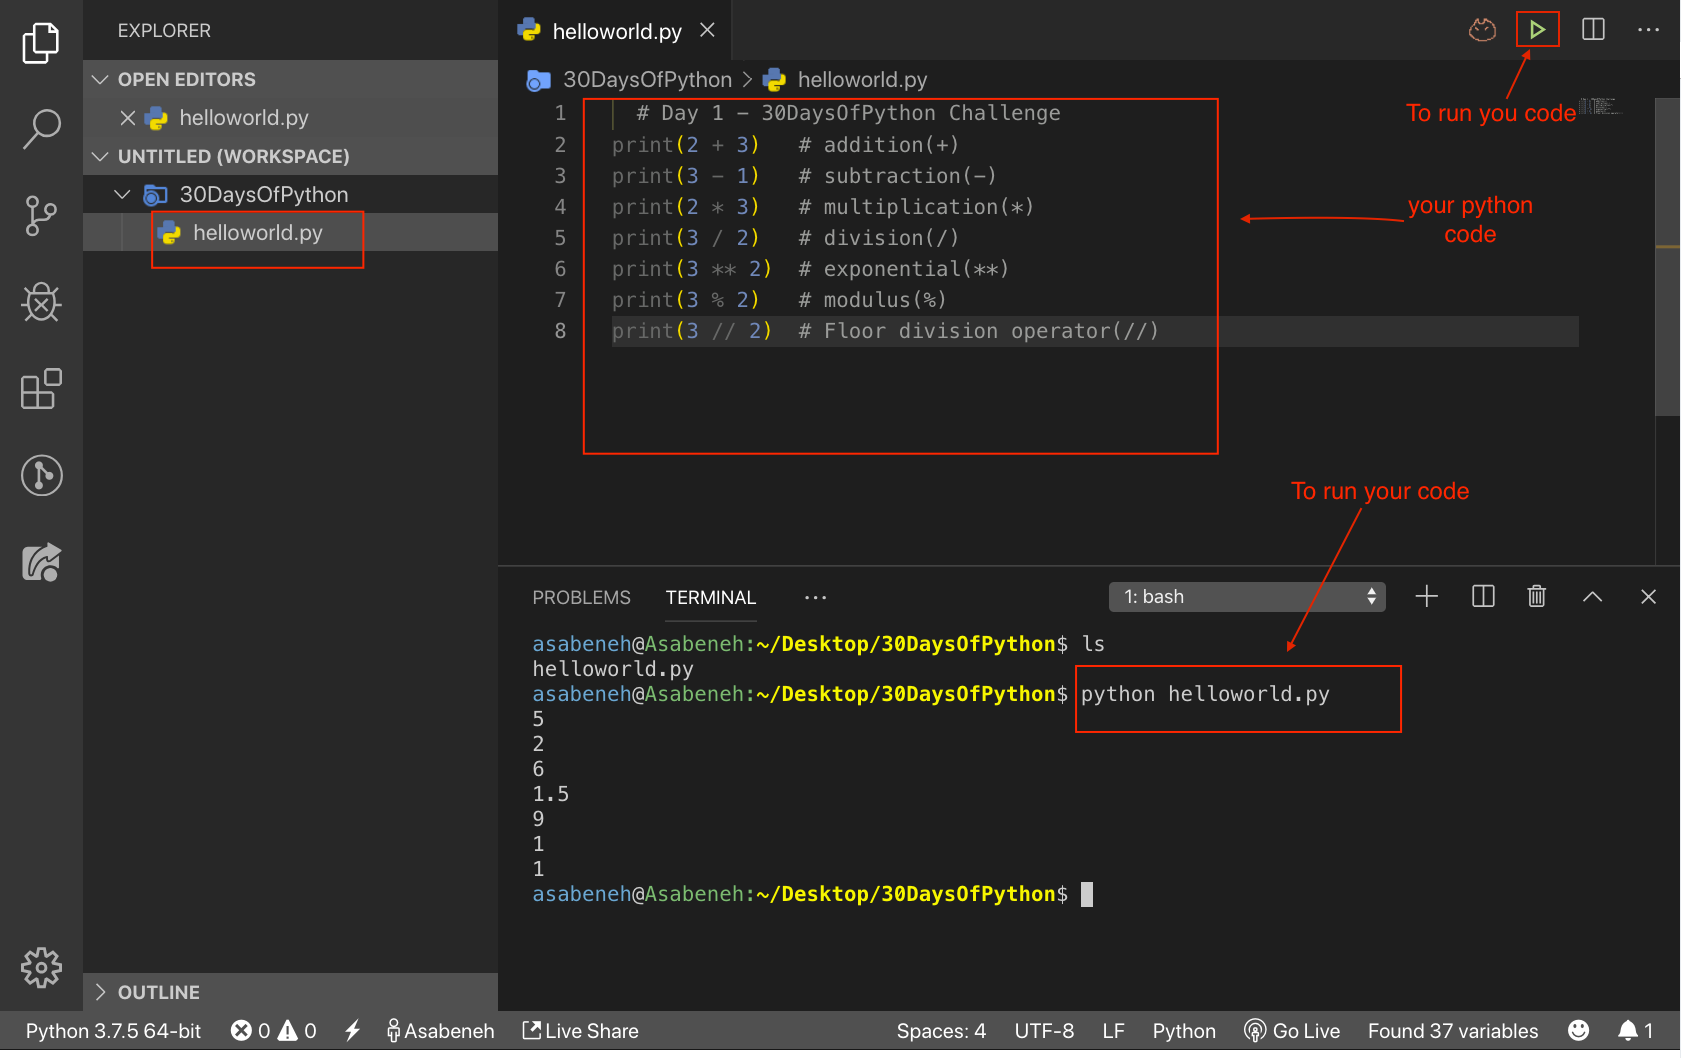 EXPLORER
OPEN EDITORS
helloworld.py
UNTITLED (WORKSPACE)
30DaysOfPython
helloworld.py
OUTLINE
helloworld.py
30DaysOfPython > helloworld.py
To run you code
1 # Day 1 - 30DaysOfPython Challenge
2 print(2 + 3)   # addition(+)
3 print(3 - 1)   # subtraction(-)
4 print(2 * 3)   # multiplication(*)
5 print(3 / 2)   # division(/)
6 print(3 ** 2)  # exponential(**)
7 print(3 % 2)   # modulus(%)
8 print(3 // 2)  # Floor division operator(//)
your python
code
To run your code
PROBLEMS TERMINAL ... 1: bash
asabeneh@Asabeneh:~/Desktop/30DaysOfPython$ ls
helloworld.py
asabeneh@Asabeneh:~/Desktop/30DaysOfPython$ python helloworld.py
5
2
6
1.5
9
1
1
asabeneh@Asabeneh:~/Desktop/30DaysOfPython$
Python 3.7.5 64-bit 0 0 Asabeneh Live Share Spaces: 4 UTF-8 LF Python Go Live Found 37 variables 1